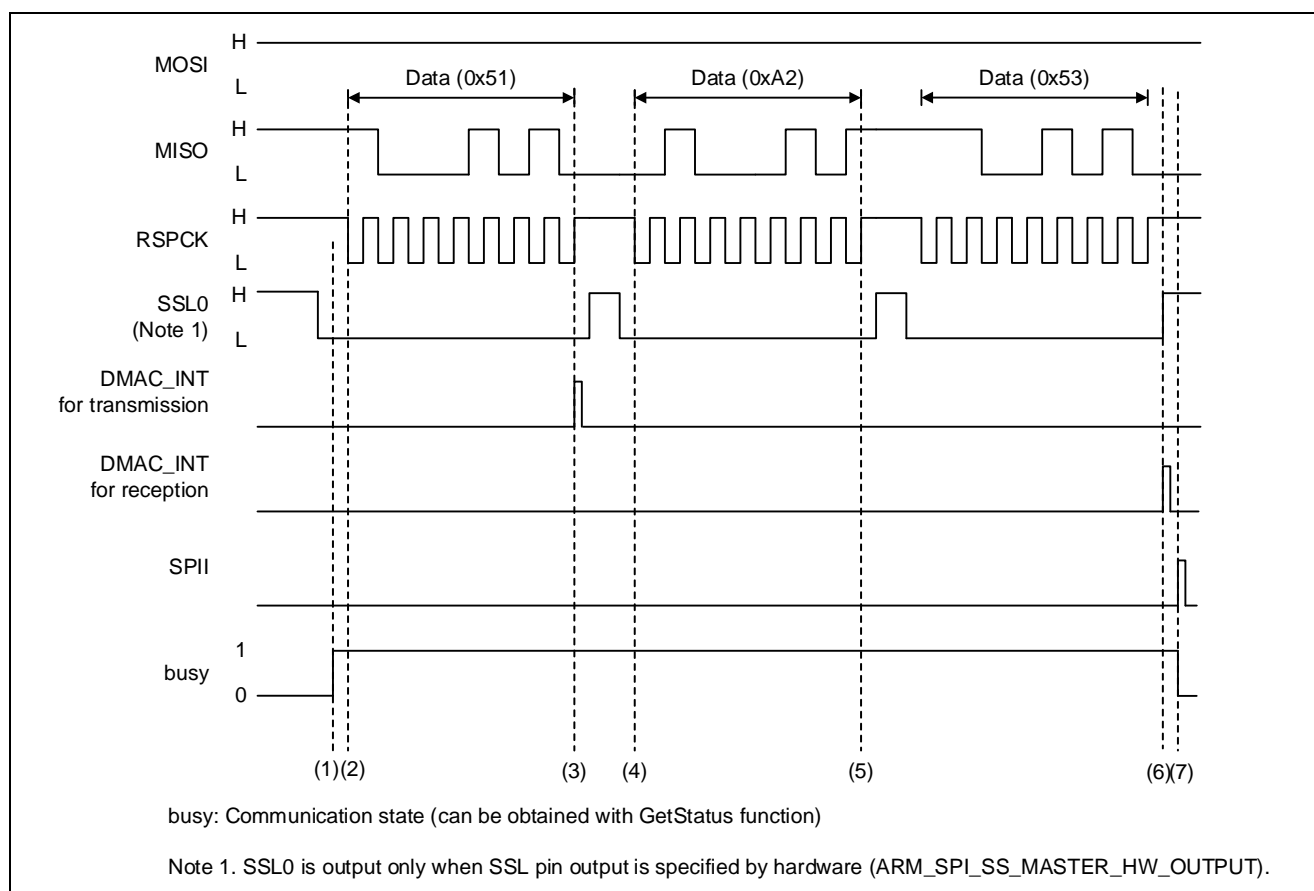 H
MOSI
L
Data (0x51)
Data (0xA2)
Data (0x53)
H
MISO
L
H
RSPCK
L
H
SSL0
(Note 1)
L
DMAC_INT
for transmission
DMAC_INT
for reception
SPII
1
busy
0
(1)(2) (3) (4) (5) (6)(7)
busy: Communication state (can be obtained with GetStatus function)
Note 1. SSL0 is output only when SSL pin output is specified by hardware (ARM_SPI_SS_MASTER_HW_OUTPUT).